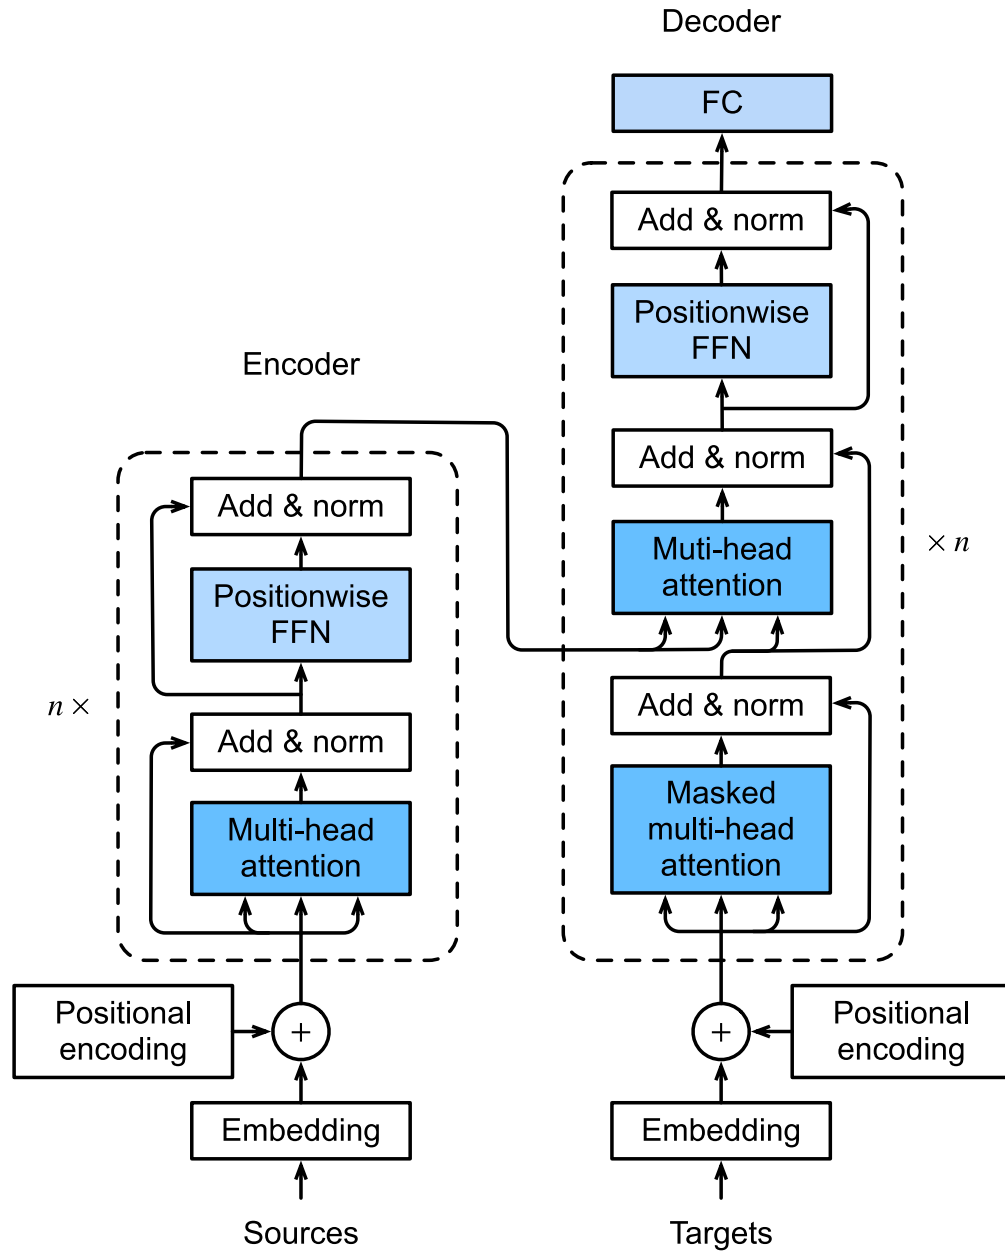 Decoder
FC
Add & norm
Positionwise
FFN
Add & norm
Muti-head
attention
× n
Add & norm
Masked
multi-head
attention
Positional
encoding
+
Embedding
Targets
Encoder
Add & norm
Positionwise
FFN
n ×
Add & norm
Multi-head
attention
Positional
encoding
+
Embedding
Sources